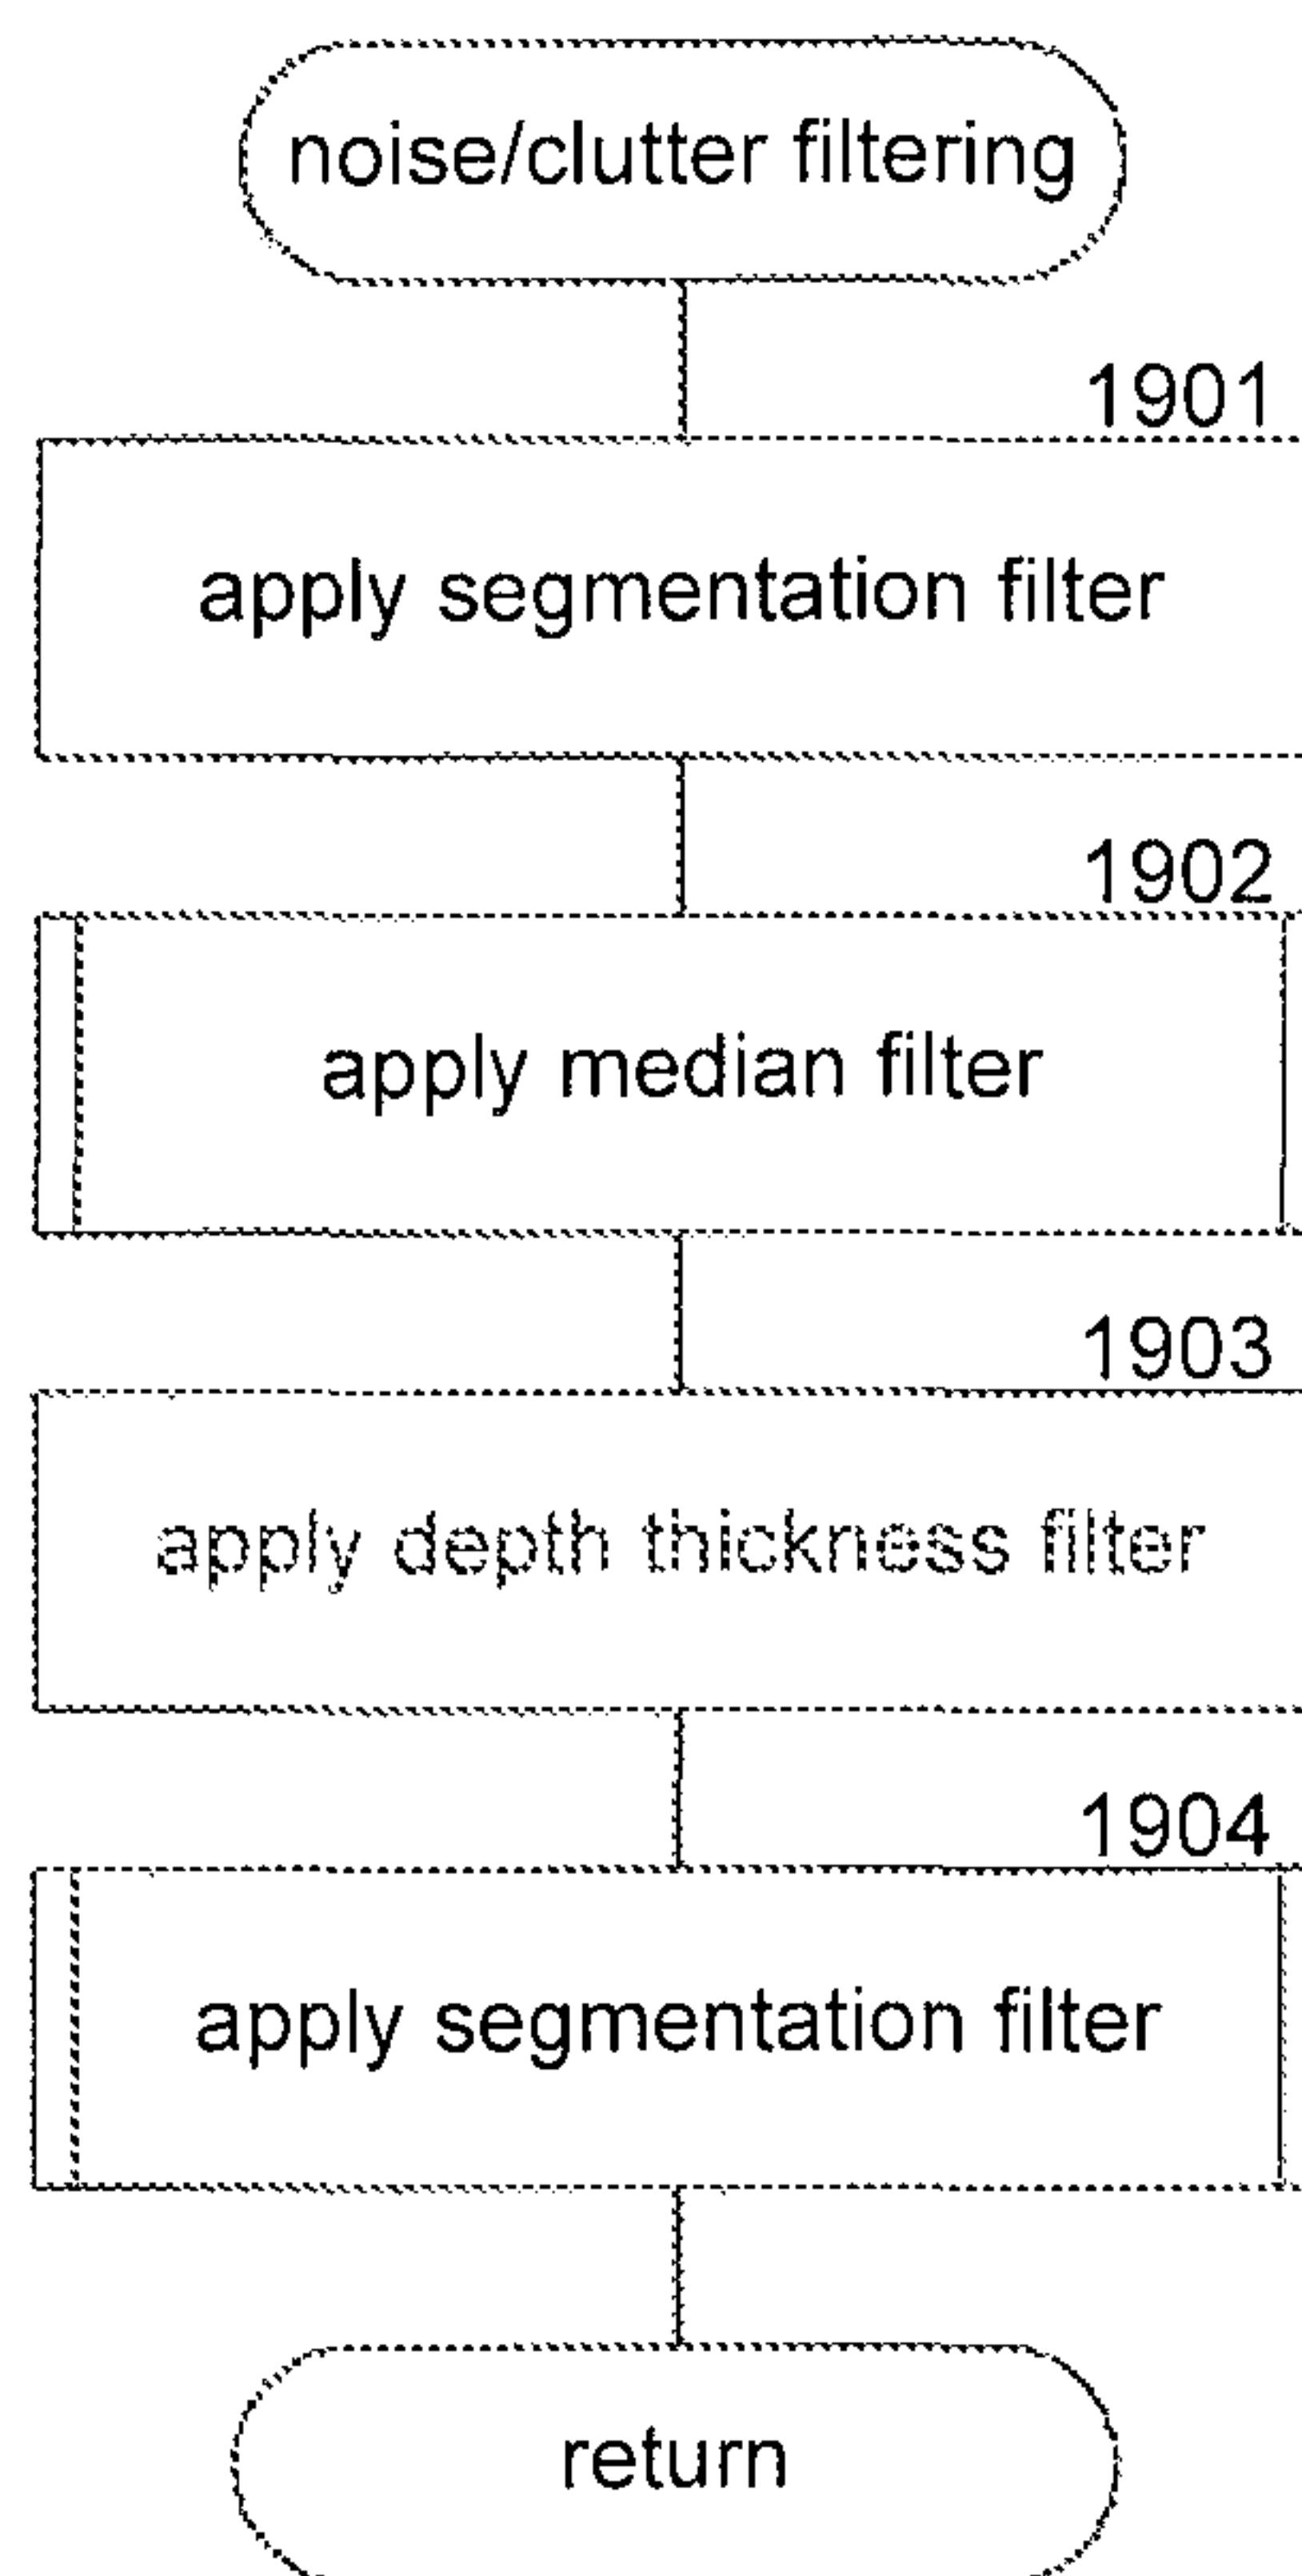 noise/clutter filtering
1901
apply segmentation filter
1902
apply median filter
1903
apply depth thickness filter
1904
apply segmentation filter
return